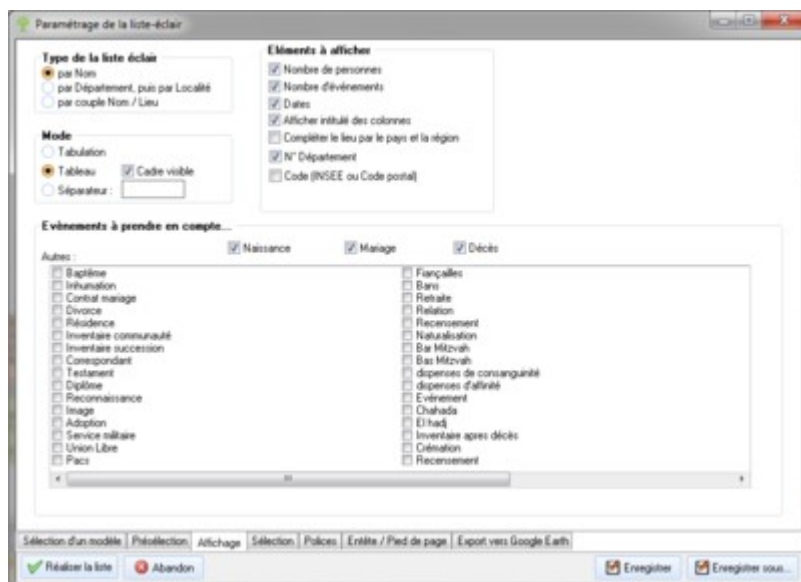 Paramétrage de la liste-éclair
Type de la liste éclair
par Nom
par Département, puis par Localité
par couple Nom / Lieu
Mode
Tabulation
Tableau
Cadre visible
Séparateur :
Eléments à afficher
Nombre de personnes
Nombre d'événements
Dates
Afficher intitulé des colonnes
Compléter le lieu par le pays et la région
N° Département
Code (INSEE ou Code postal)
Evènements à prendre en compte...
Naissance
Mariage
Décès
Autres :
Baptême
Inhumation
Contrat mariage
Divorce
Résidence
Inventaire communauté
Inventaire succession
Correspondant
Testament
Diplôme
Reconnaissance
Image
Adoption
Service militaire
Union Libre
Pacs
Fiançailles
Bans
Retraite
Relation
Recensement
Naturalisation
Bar Mitzvah
Bas Mitzvah
dispenses de consanguinité
dispenses d'affinité
Evénement
Chahada
El hadj
Inventaire apres décès
Crémation
Recensement
Sélection d'un modèle
Présélection
Affichage
Sélection
Polices
Entête / Pied de page
Export vers Google Earth
Réaliser la liste
Abandon
Enregistrer
Enregistrer sous...